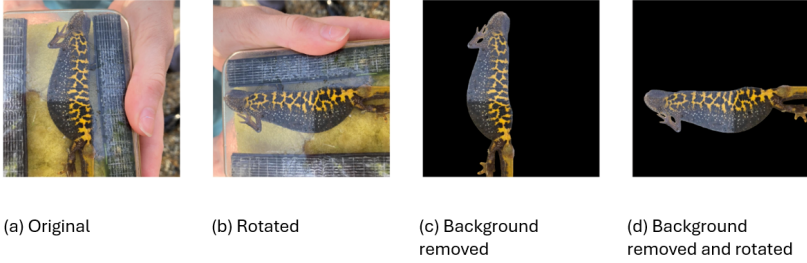 (a) Original
(b) Rotated
(c) Background
removed
(d) Background
removed and rotated